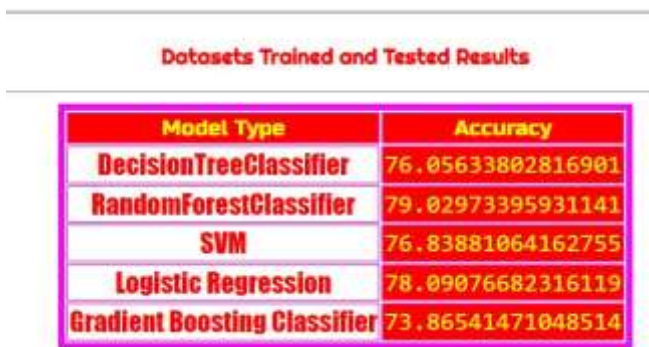 Datasets Trained and Tested Results
Model Type Accuracy
DecisionTreeClassifier 76.05633802816901
RandomForestClassifier 79.02973395931141
SVM 76.83881064162755
Logistic Regression 78.09076682316119
Gradient Boosting Classifier 73.86541471048514